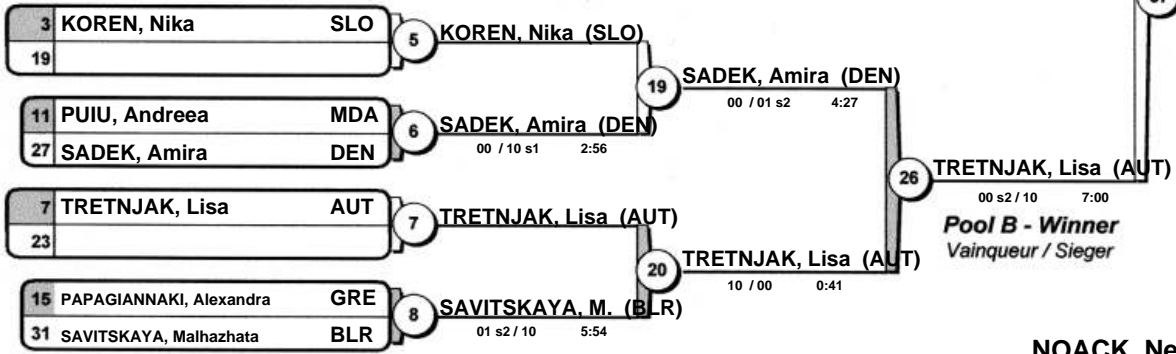 3 KOREN, Nika SLO
19
5 KOREN, Nika (SLO)
11 PUIU, Andreea MDA
27 SADEK, Amira DEN
6 SADEK, Amira (DEN)
00 / 10 s1 2:56
19 SADEK, Amira (DEN)
00 / 01 s2 4:27
7 TRETNJAK, Lisa AUT
23
7 TRETNJAK, Lisa (AUT)
15 PAPAGIANNAKI, Alexandra GRE
31 SAVITSKAYA, Malhazhata BLR
8 SAVITSKAYA, M. (BLR)
01 s2 / 10 5:54
20 TRETNJAK, Lisa (AUT)
10 / 00 0:41
26 TRETNJAK, Lisa (AUT)
00 s2 / 10 7:00
Pool B - Winner
Vainqueur / Sieger